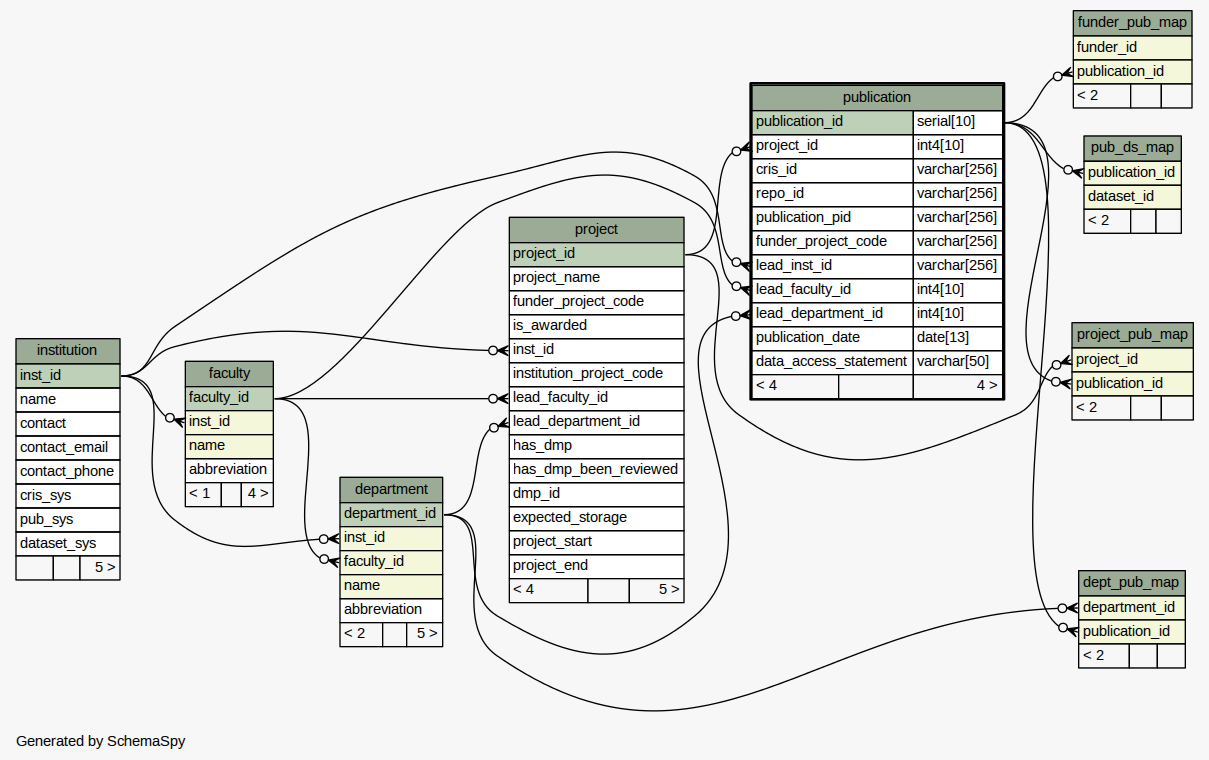 funder_pub_map
funder_id
publication_id
< 2
publication
publication_id serial[10]
project_id int4[10]
cris_id varchar[256]
repo_id varchar[256]
publication_pid varchar[256]
funder_project_code varchar[256]
lead_inst_id varchar[256]
lead_faculty_id int4[10]
lead_department_id int4[10]
publication_date date[13]
data_access_statement varchar[50]
< 4 4 >
pub_ds_map
publication_id
dataset_id
< 2
project
project_id
project_name
funder_project_code
is_awarded
inst_id
institution_project_code
lead_faculty_id
lead_department_id
has_dmp
has_dmp_been_reviewed
dmp_id
expected_storage
project_start
project_end
< 4 5 >
project_pub_map
project_id
publication_id
< 2
institution
inst_id
name
contact
contact_email
contact_phone
cris_sys
pub_sys
dataset_sys
5 >
faculty
faculty_id
inst_id
name
abbreviation
< 1 4 >
department
department_id
inst_id
faculty_id
name
abbreviation
< 2 5 >
dept_pub_map
department_id
publication_id
< 2
Generated by SchemaSpy